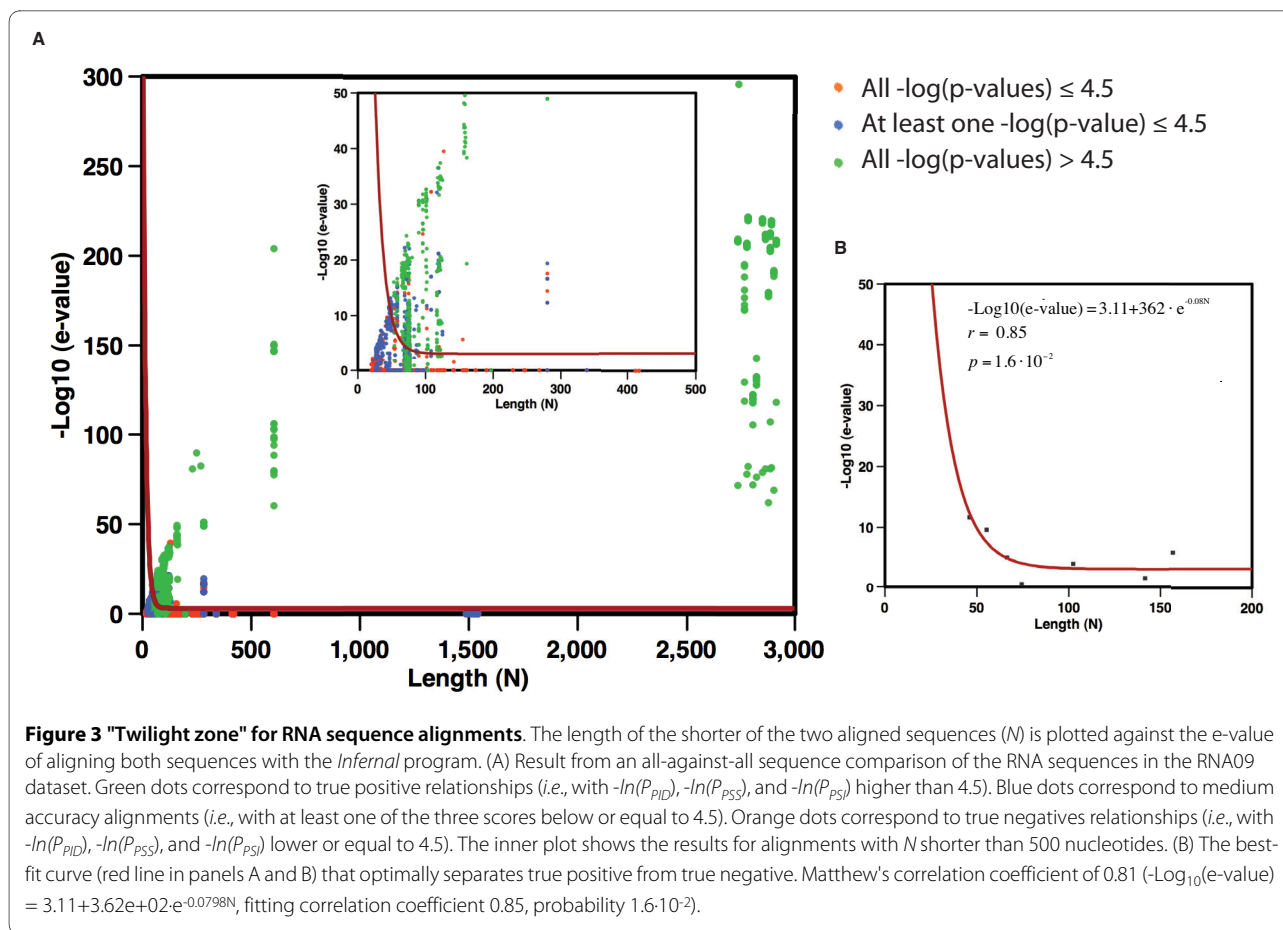 A
300
250
200
150
100
50
0
-Log10 (e-value)
0 500 1,000 1,500 2,000 2,500 3,000
Length (N)
50
40
30
20
10
0
-Log10 (e-value)
0 100 200 300 400 500
Length (N)
All -log(p-values) ≤ 4.5
At least one -log(p-value) ≤ 4.5
All -log(p-values) > 4.5
B
50
40
30
20
10
0
-Log10 (e-value)
-Log10(e-value) = 3.11+362 · e^-0.08N
r = 0.85
p = 1.6·10^-2
0 50 100 150 200
Length (N)
Figure 3 "Twilight zone" for RNA sequence alignments. The length of the shorter of the two aligned sequences (N) is plotted against the e-value
of aligning both sequences with the Infernal program. (A) Result from an all-against-all sequence comparison of the RNA sequences in the RNA09
dataset. Green dots correspond to true positive relationships (i.e., with -ln(P_PID), -ln(P_PSS), and -ln(P_PSI) higher than 4.5). Blue dots correspond to medium
accuracy alignments (i.e., with at least one of the three scores below or equal to 4.5). Orange dots correspond to true negatives relationships (i.e., with
-ln(P_PID), -ln(P_PSS), and -ln(P_PSI) lower or equal to 4.5). The inner plot shows the results for alignments with N shorter than 500 nucleotides. (B) The best-
fit curve (red line in panels A and B) that optimally separates true positive from true negative. Matthew's correlation coefficient of 0.81 (-Log_10(e-value)
= 3.11+3.62e+02·e^-0.0798N, fitting correlation coefficient 0.85, probability 1.6·10^-2).